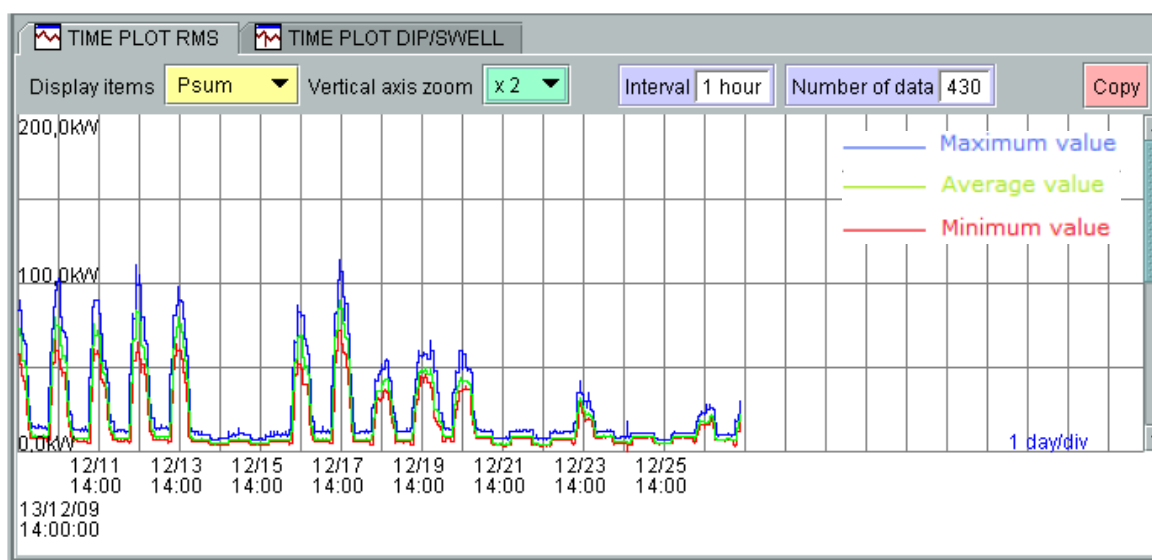 TIME PLOT RMS TIME PLOT DIP/SWELL
Display items Psum Vertical axis zoom x 2 Interval 1 hour Number of data 430 Copy
200,0kW
Maximum value
Average value
Minimum value
100,0kW
0,0kW
1 day/div
12/11 12/13 12/15 12/17 12/19 12/21 12/23 12/25
14:00 14:00 14:00 14:00 14:00 14:00 14:00 14:00
13/12/09
14:00:00